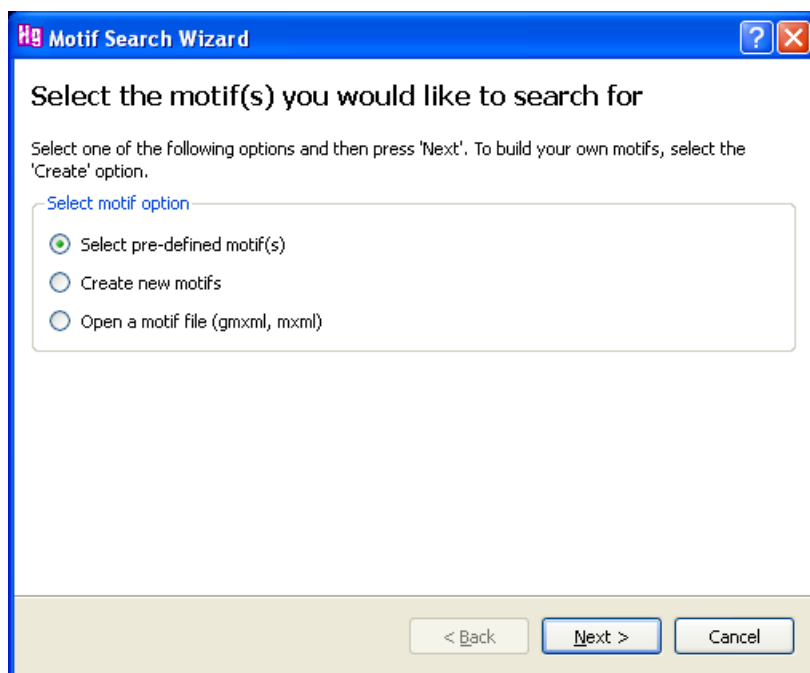 Hg Motif Search Wizard ?
Select the motif(s) you would like to search for
Select one of the following options and then press 'Next'. To build your own motifs, select the
'Create' option.
Select motif option
Select pre-defined motif(s)
Create new motifs
Open a motif file (gmxml, mxml)
< Back Next > Cancel